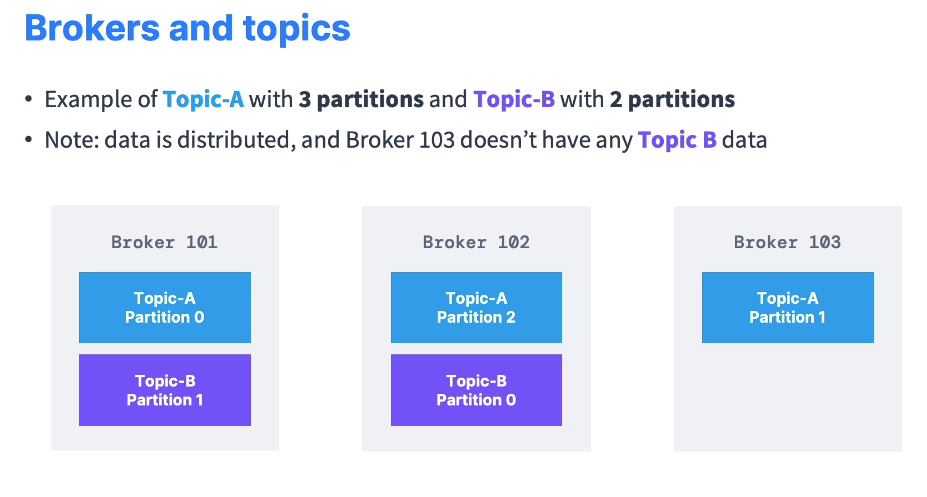 Brokers and topics
• Example of Topic-A with 3 partitions and Topic-B with 2 partitions
• Note: data is distributed, and Broker 103 doesn’t have any Topic B data
Broker 101
Topic-A
Partition 0
Topic-B
Partition 1
Broker 102
Topic-A
Partition 2
Topic-B
Partition 0
Broker 103
Topic-A
Partition 1